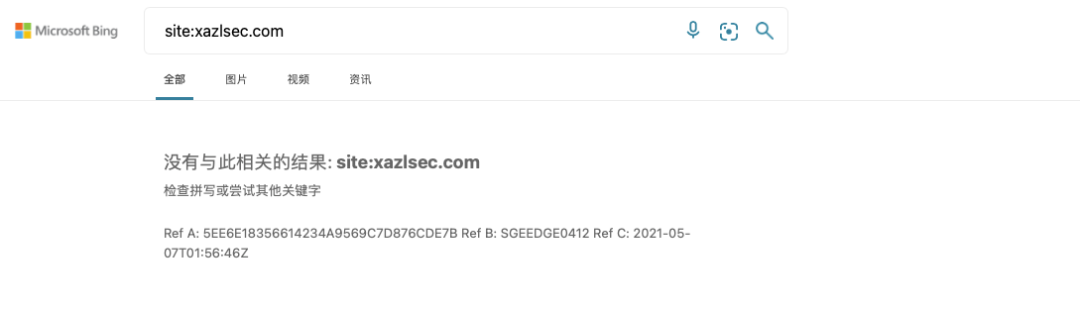 Microsoft Bing
site:xazlsec.com
全部 图片 视频 资讯
没有与此相关的结果: site:xazlsec.com
检查拼写或尝试其他关键字
Ref A: 5EE6E18356614234A9569C7D876CDE7B Ref B: SGEEDGE0412 Ref C: 2021-05-
07T01:56:46Z